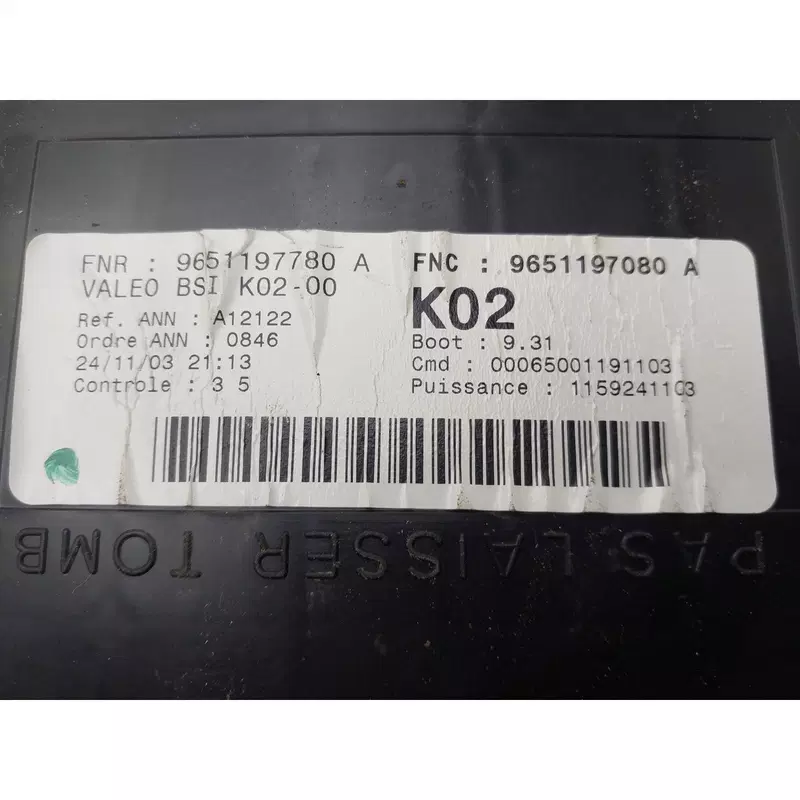 FNR : 9651197780 A
VALEO BSI K02-00
Ref. ANN : A12122
Ordre ANN : 0846
24/11/03 21:13
Controle : 3 5
FNC : 9651197080 A
K02
Boot : 9.31
Cmd : 00065001191103
Puissance : 1159241103
PAS LAISSER TOMB